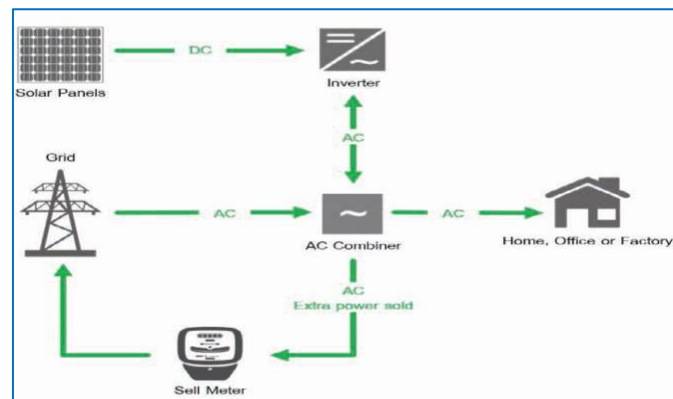 DC
Solar Panels
Inverter
AC
Grid
AC
AC
AC Combiner
Home, Office or Factory
AC
Extra power sold
Sell Meter